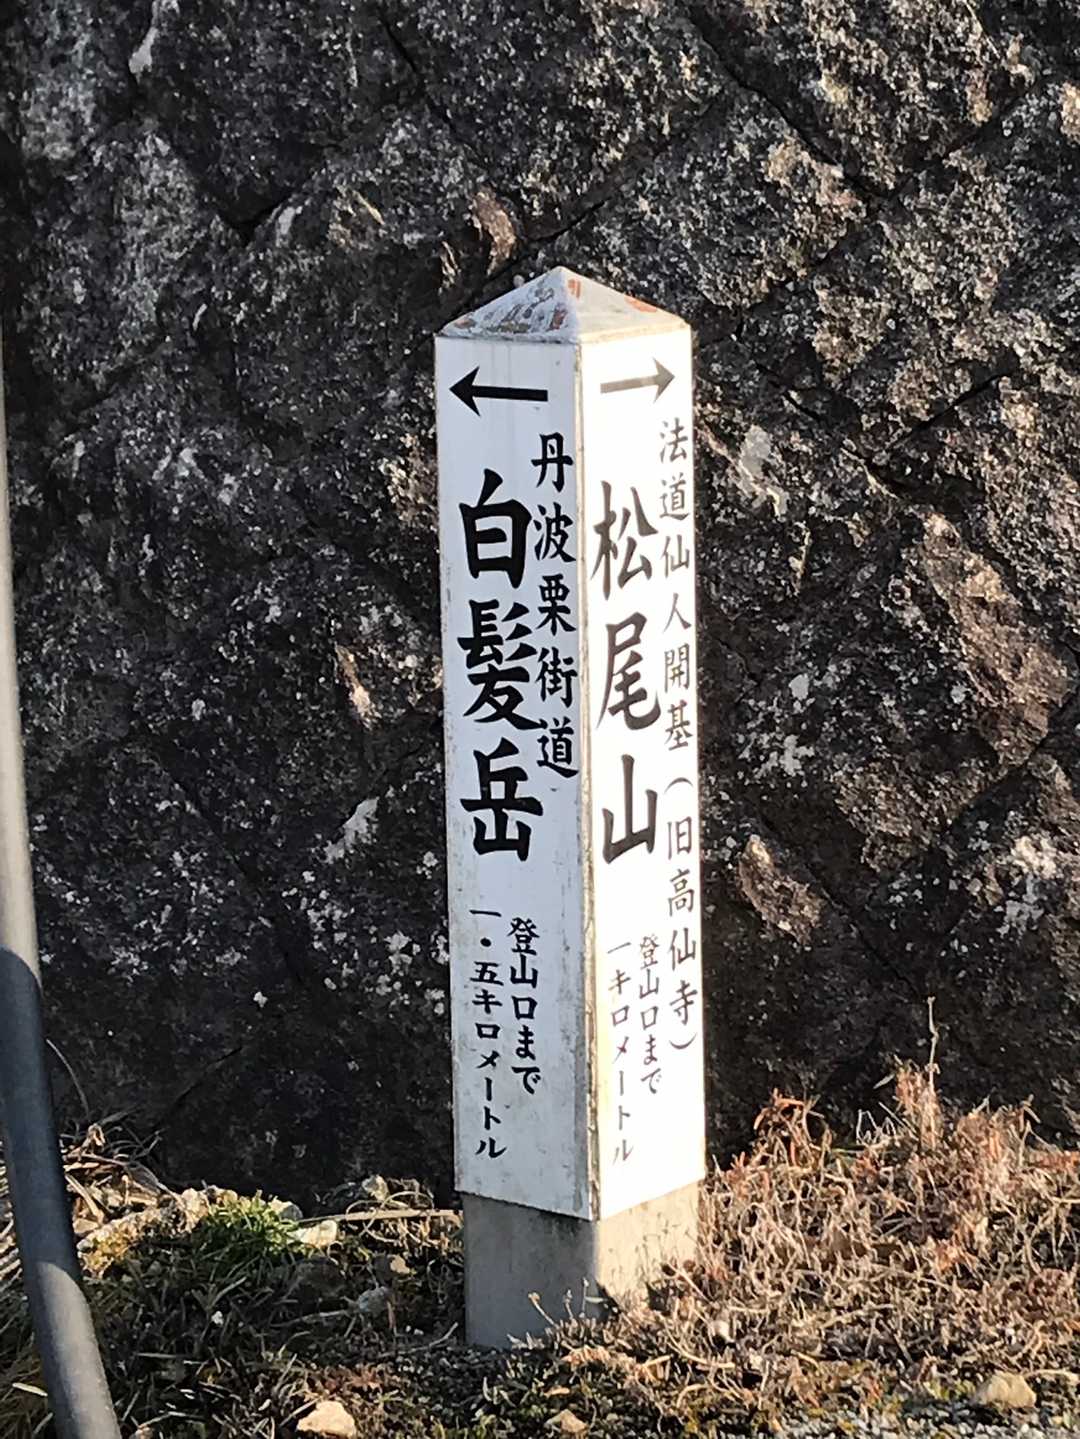 ←
丹波栗街道
白髪岳
登山口まで
一・五キロメートル
→
法道仙人開基(旧高仙寺)
松尾山
登山口まで
一キロメートル